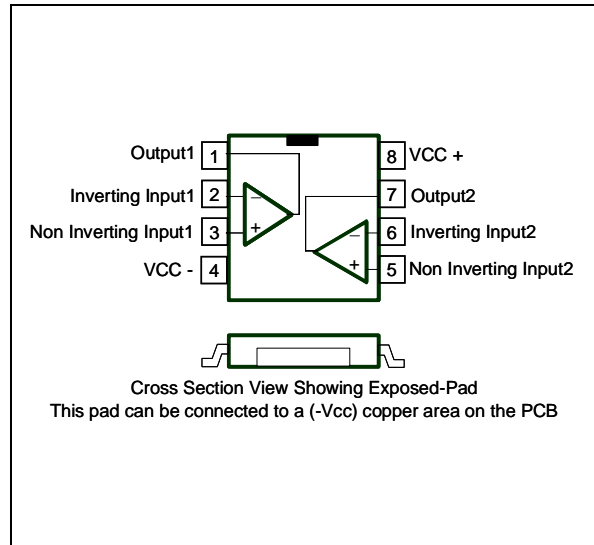 Output1 1
8 VCC +
Inverting Input1 2
−
7 Output2
Non Inverting Input1 3
+
−
6 Inverting Input2
VCC - 4
+
5 Non Inverting Input2
Cross Section View Showing Exposed-Pad
This pad can be connected to a (-Vcc) copper area on the PCB